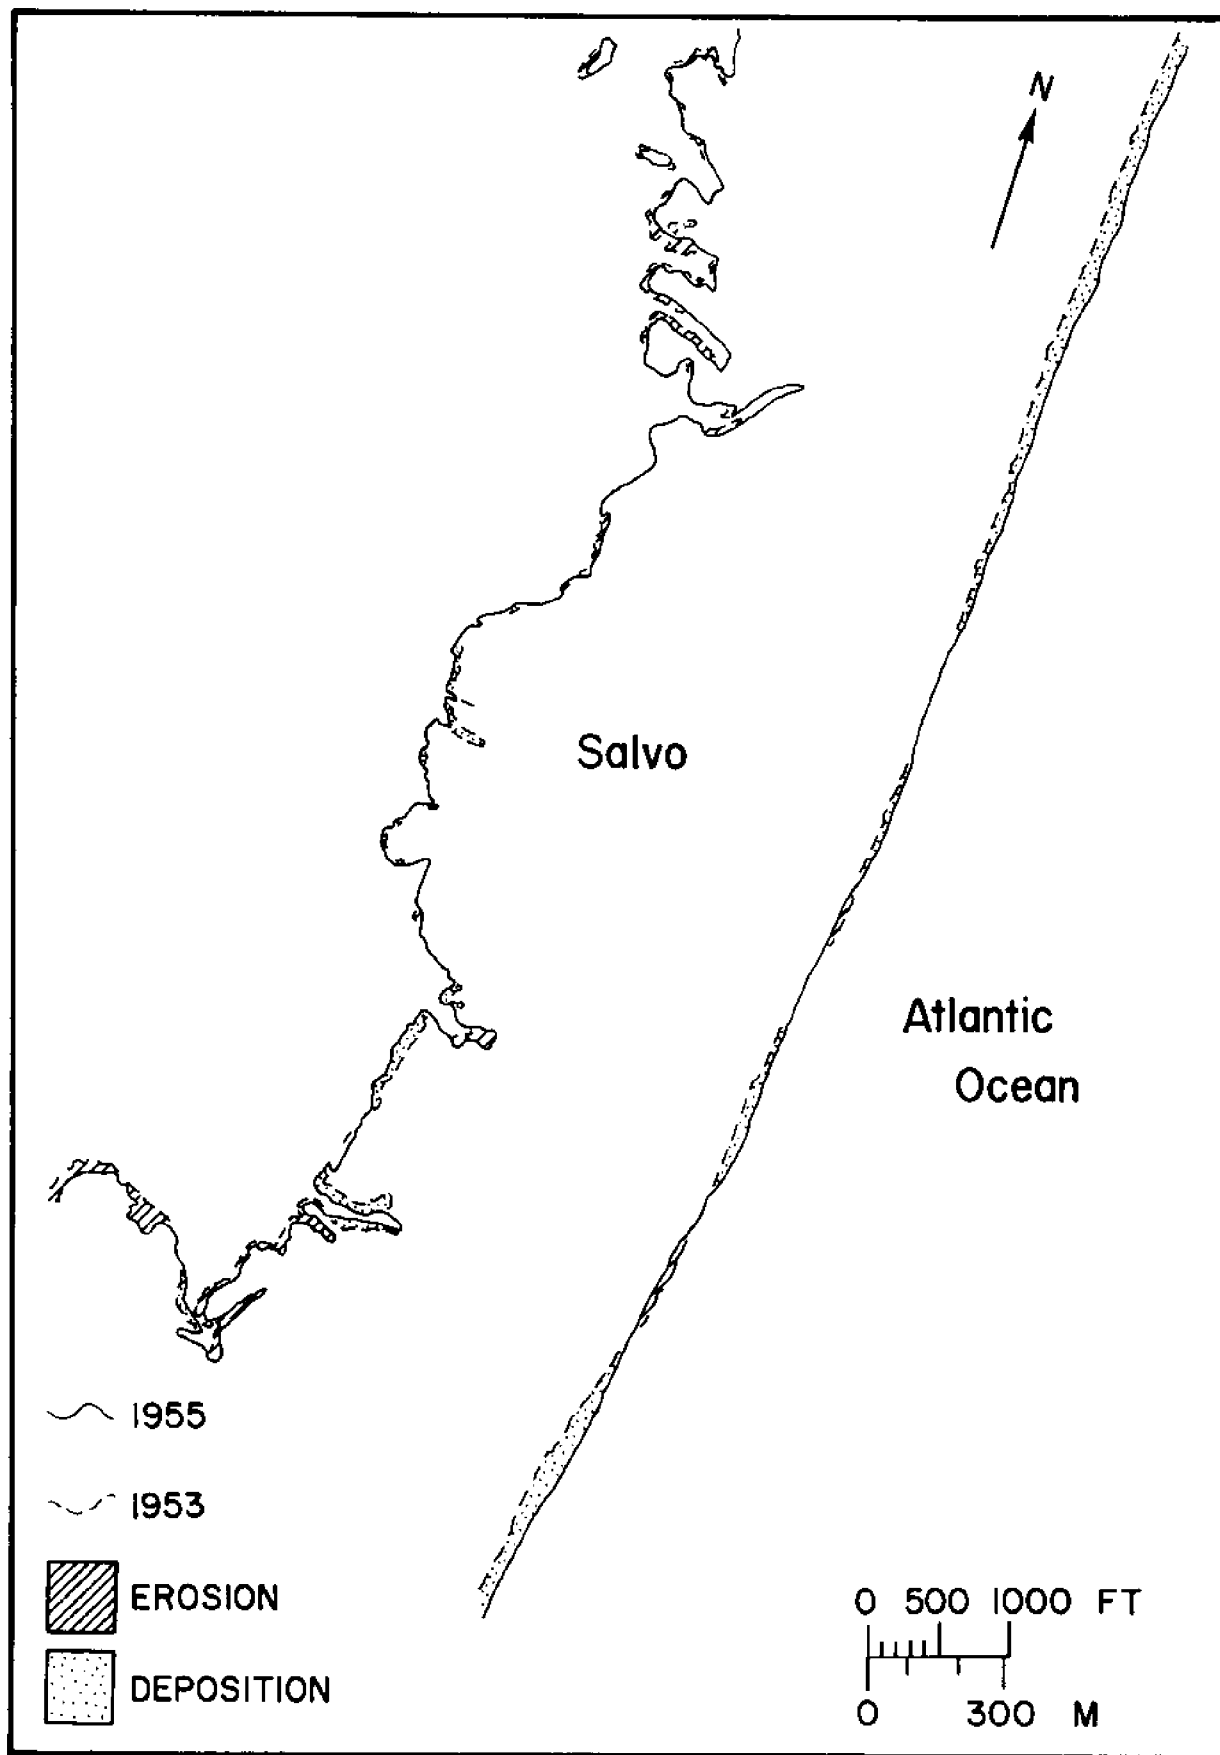 N
Salvo
Atlantic
Ocean
1955
1953
EROSION
DEPOSITION
0 500 1000 FT
0 300 M